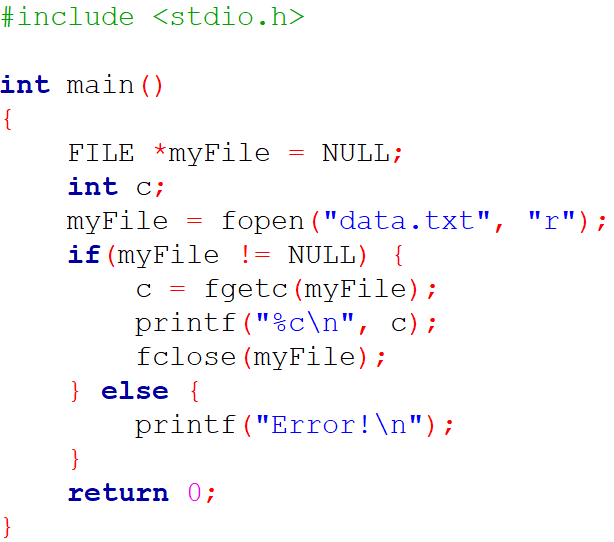 #include <stdio.h>

int main()
{
    FILE *myFile = NULL;
    int c;
    myFile = fopen("data.txt", "r");
    if(myFile != NULL) {
        c = fgetc(myFile);
        printf("%c\n", c);
        fclose(myFile);
    } else {
        printf("Error!\n");
    }
    return 0;
}